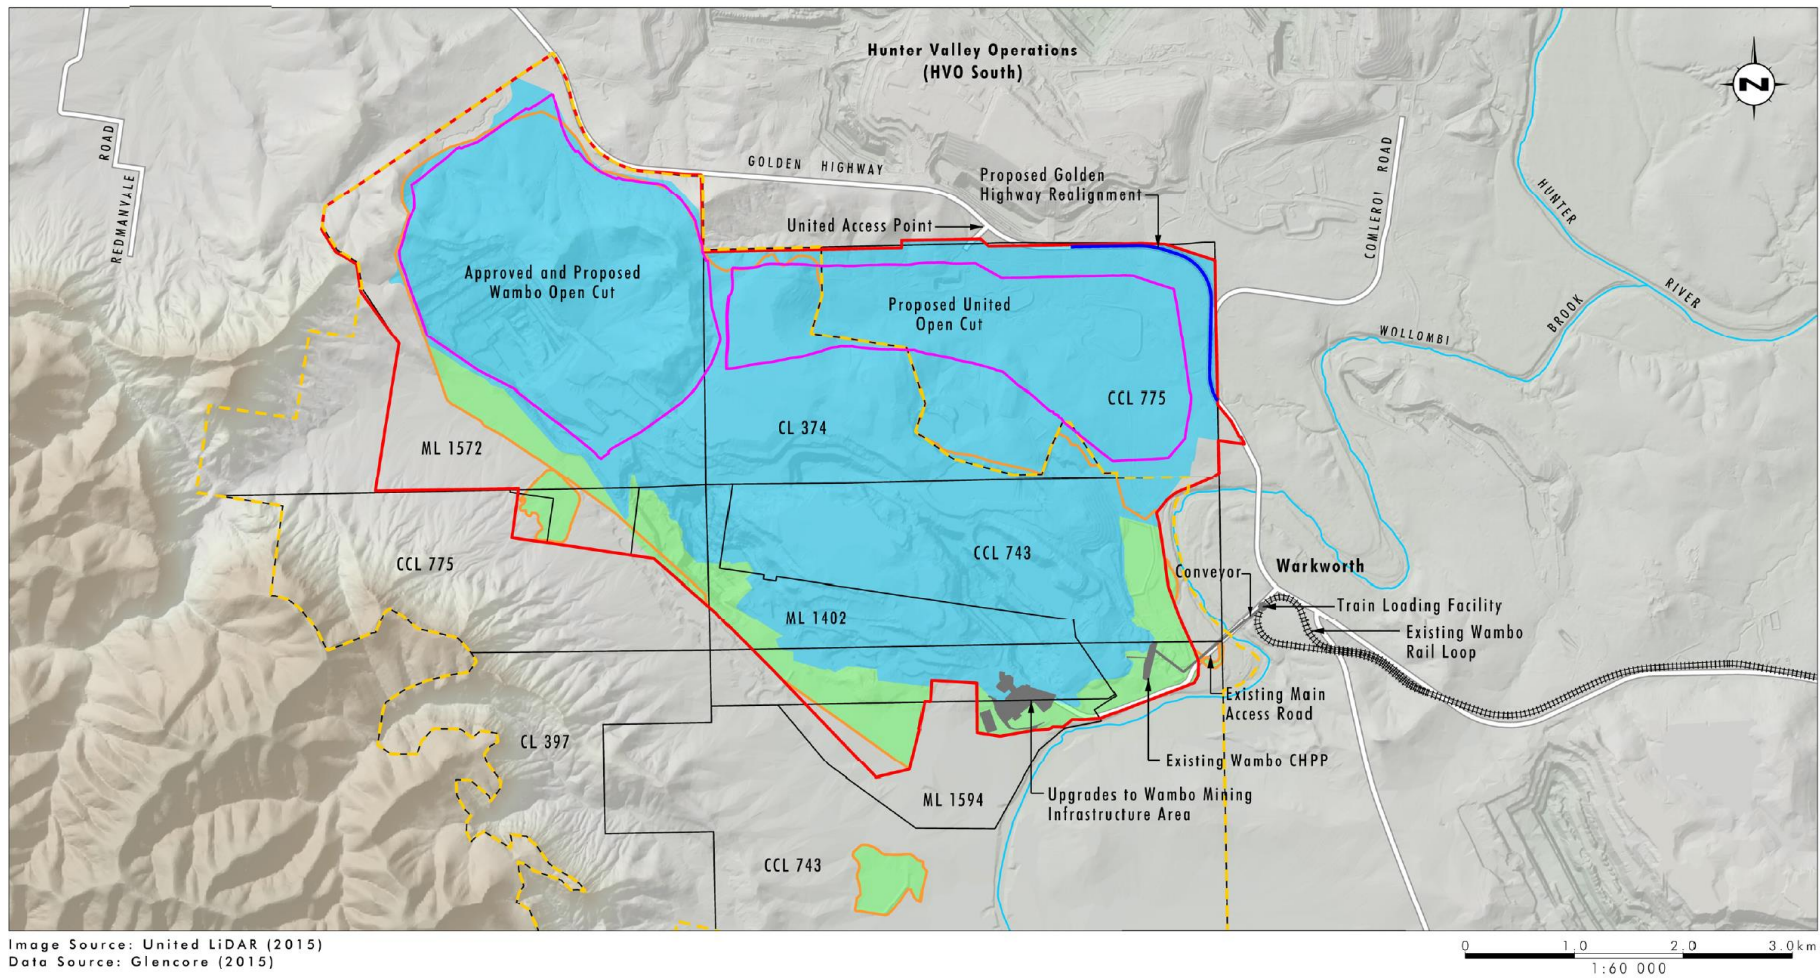 Hunter Valley Operations
(HVO South)
N
ROAD
REDMANVALE
GOLDEN HIGHWAY
Proposed Golden
Highway Realignment
COMLEROI ROAD
HUNTER
RIVER
United Access Point
Approved and Proposed
Wambo Open Cut
Proposed United
Open Cut
WOLLOMBI
BROOK
CCL 775
CL 374
ML 1572
CCL 743
CCL 775
Conveyor
Warkworth
Train Loading Facility
Existing Wambo
Rail Loop
ML 1402
Existing Main
Access Road
CL 397
Existing Wambo CHPP
ML 1594
Upgrades to Wambo Mining
Infrastructure Area
CCL 743
Image Source: United LiDAR (2015)
Data Source: Glencore (2015)
0 1.0 2.0 3.0km
1:60 000